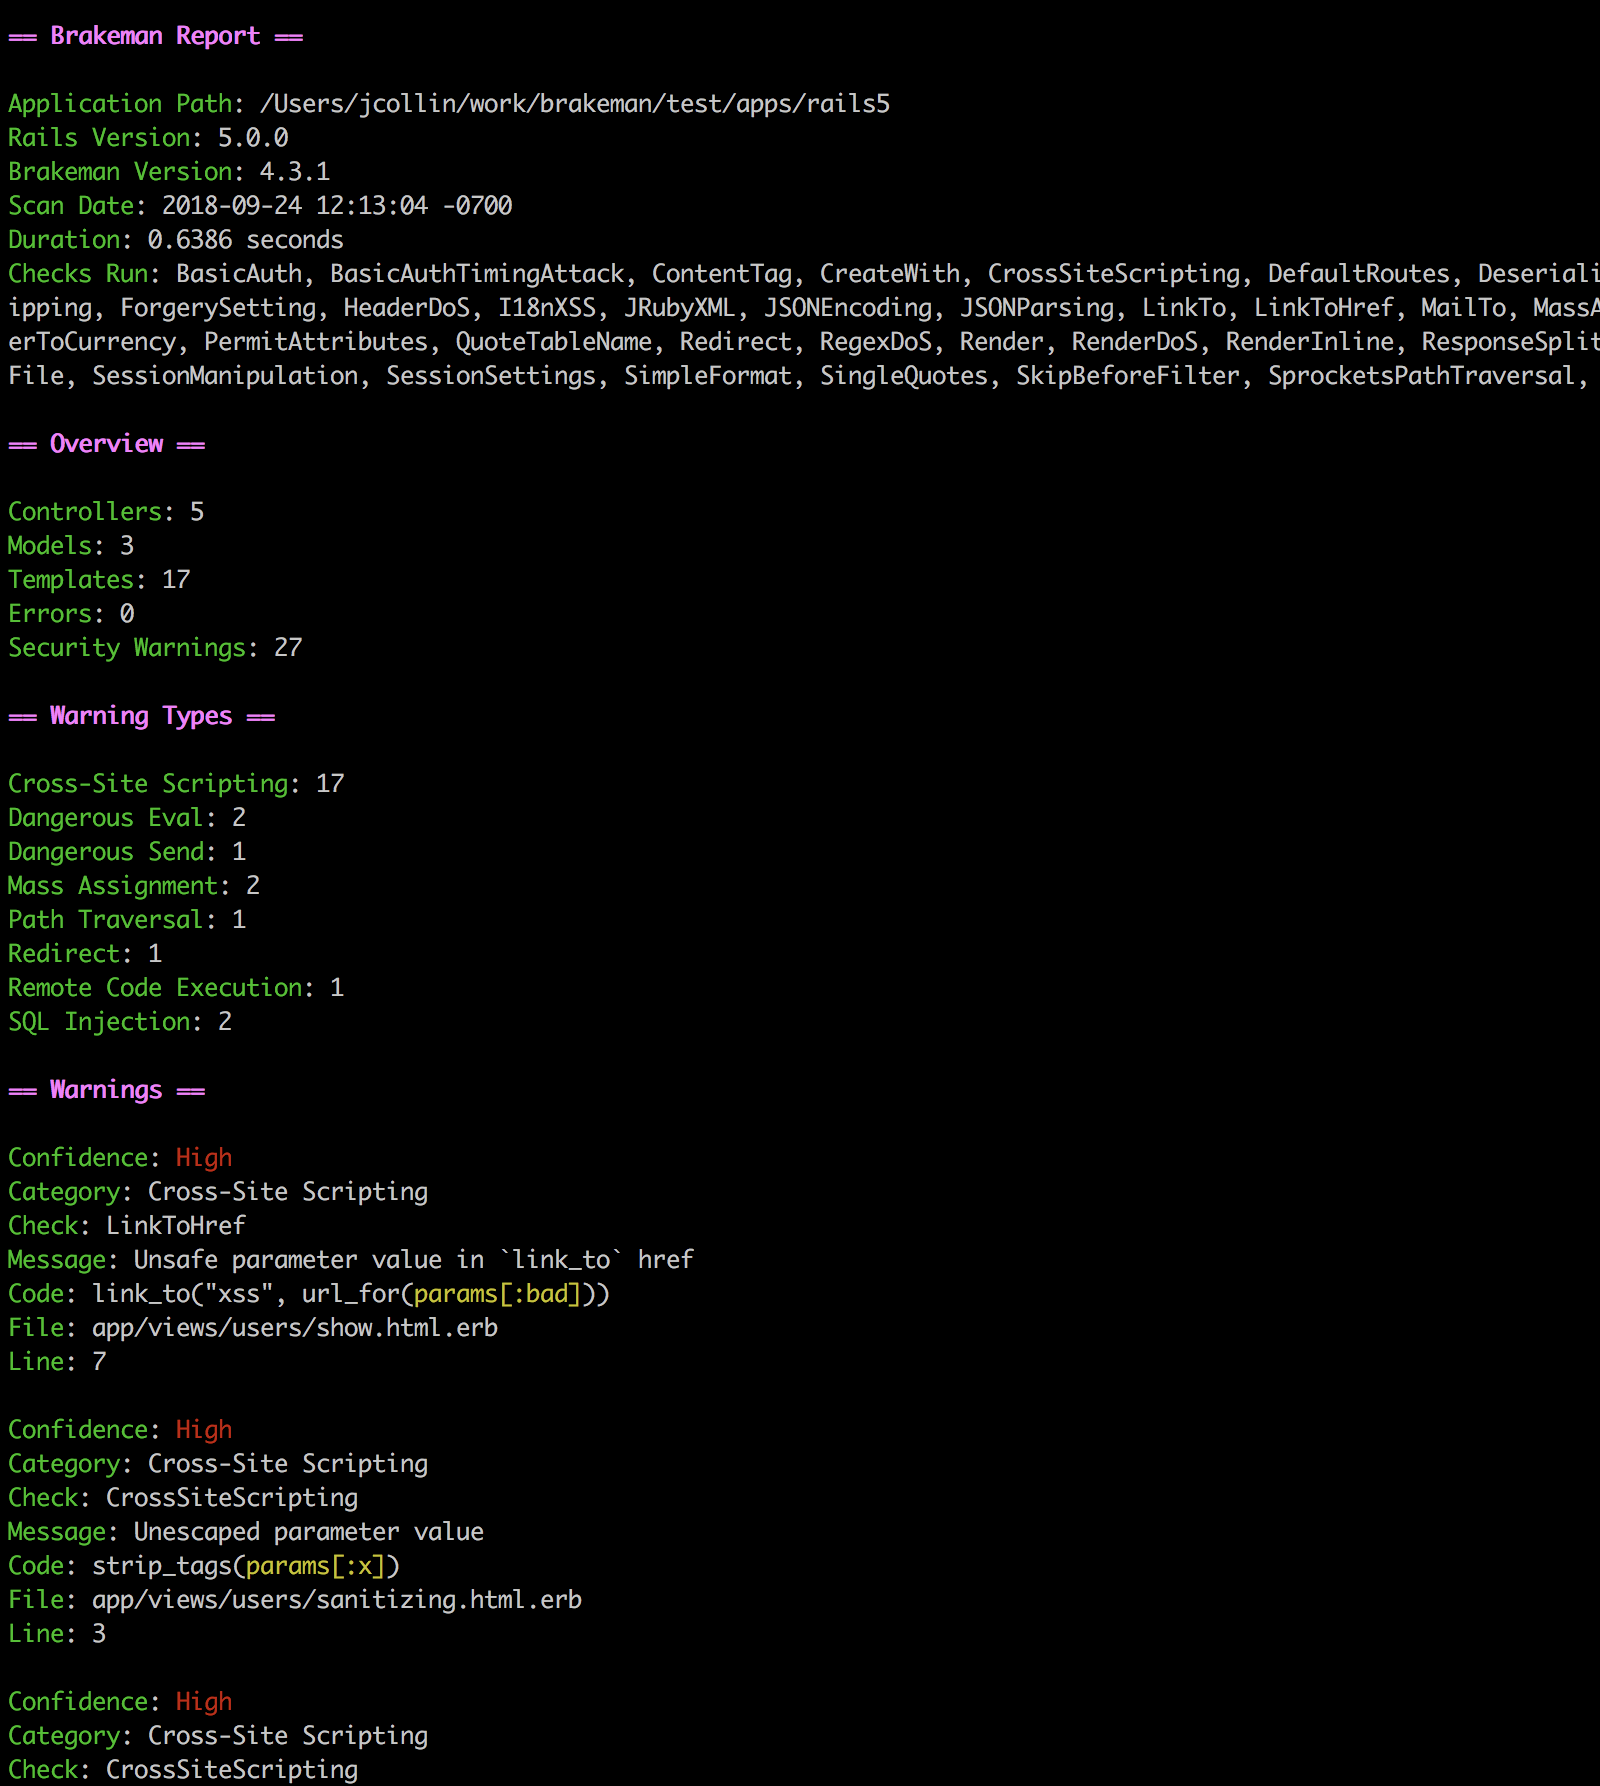 == Brakeman Report ==
Application Path: /Users/jcollin/work/brakeman/test/apps/rails5
Rails Version: 5.0.0
Brakeman Version: 4.3.1
Scan Date: 2018-09-24 12:13:04 -0700
Duration: 0.6386 seconds
Checks Run: BasicAuth, BasicAuthTimingAttack, ContentTag, CreateWith, CrossSiteScripting, DefaultRoutes, Deseriali
ipping, ForgerySetting, HeaderDoS, I18nXSS, JRubyXML, JSONEncoding, JSONParsing, LinkTo, LinkToHref, MailTo, MassA
erToCurrency, PermitAttributes, QuoteTableName, Redirect, RegexDoS, Render, RenderDoS, RenderInline, ResponseSplit
File, SessionManipulation, SessionSettings, SimpleFormat, SingleQuotes, SkipBeforeFilter, SprocketsPathTraversal,
== Overview ==
Controllers: 5
Models: 3
Templates: 17
Errors: 0
Security Warnings: 27
== Warning Types ==
Cross-Site Scripting: 17
Dangerous Eval: 2
Dangerous Send: 1
Mass Assignment: 2
Path Traversal: 1
Redirect: 1
Remote Code Execution: 1
SQL Injection: 2
== Warnings ==
Confidence: High
Category: Cross-Site Scripting
Check: LinkToHref
Message: Unsafe parameter value in `link_to` href
Code: link_to("xss", url_for(params[:bad]))
File: app/views/users/show.html.erb
Line: 7
Confidence: High
Category: Cross-Site Scripting
Check: CrossSiteScripting
Message: Unescaped parameter value
Code: strip_tags(params[:x])
File: app/views/users/sanitizing.html.erb
Line: 3
Confidence: High
Category: Cross-Site Scripting
Check: CrossSiteScripting